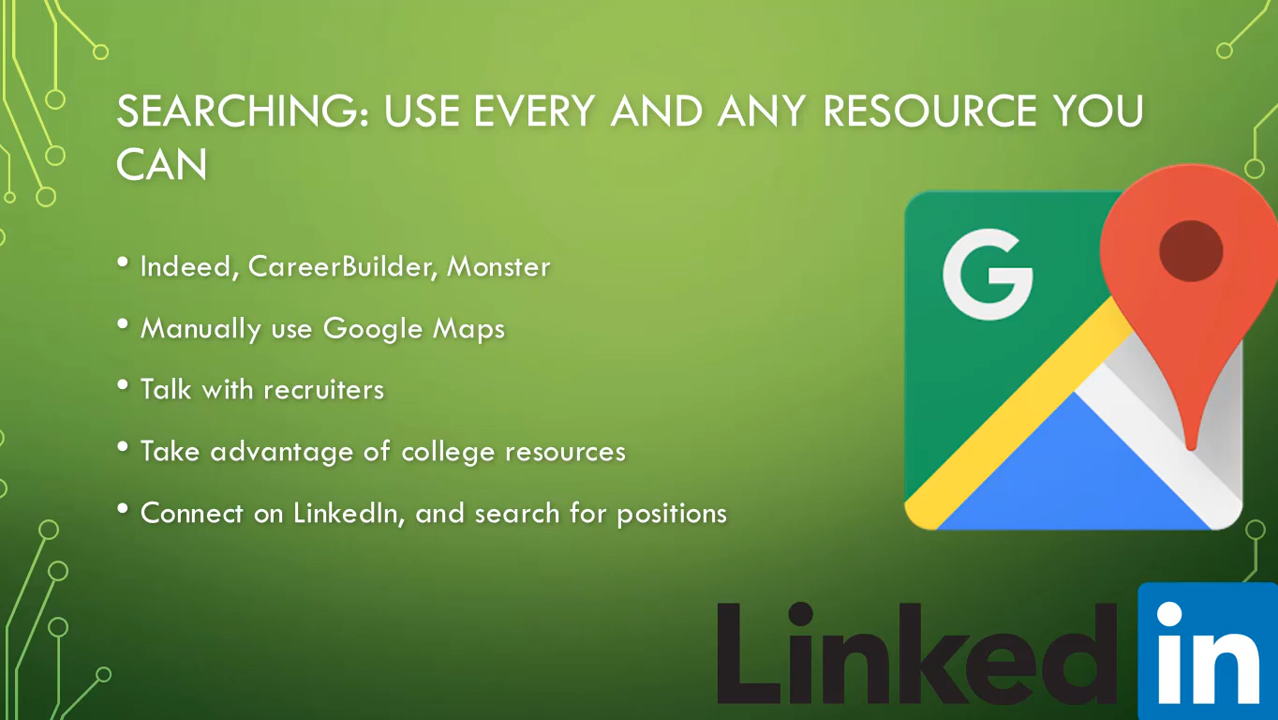 SEARCHING: USE EVERY AND ANY RESOURCE YOU
CAN
• Indeed, CareerBuilder, Monster
• Manually use Google Maps
• Talk with recruiters
• Take advantage of college resources
• Connect on LinkedIn, and search for positions
G
Linked in